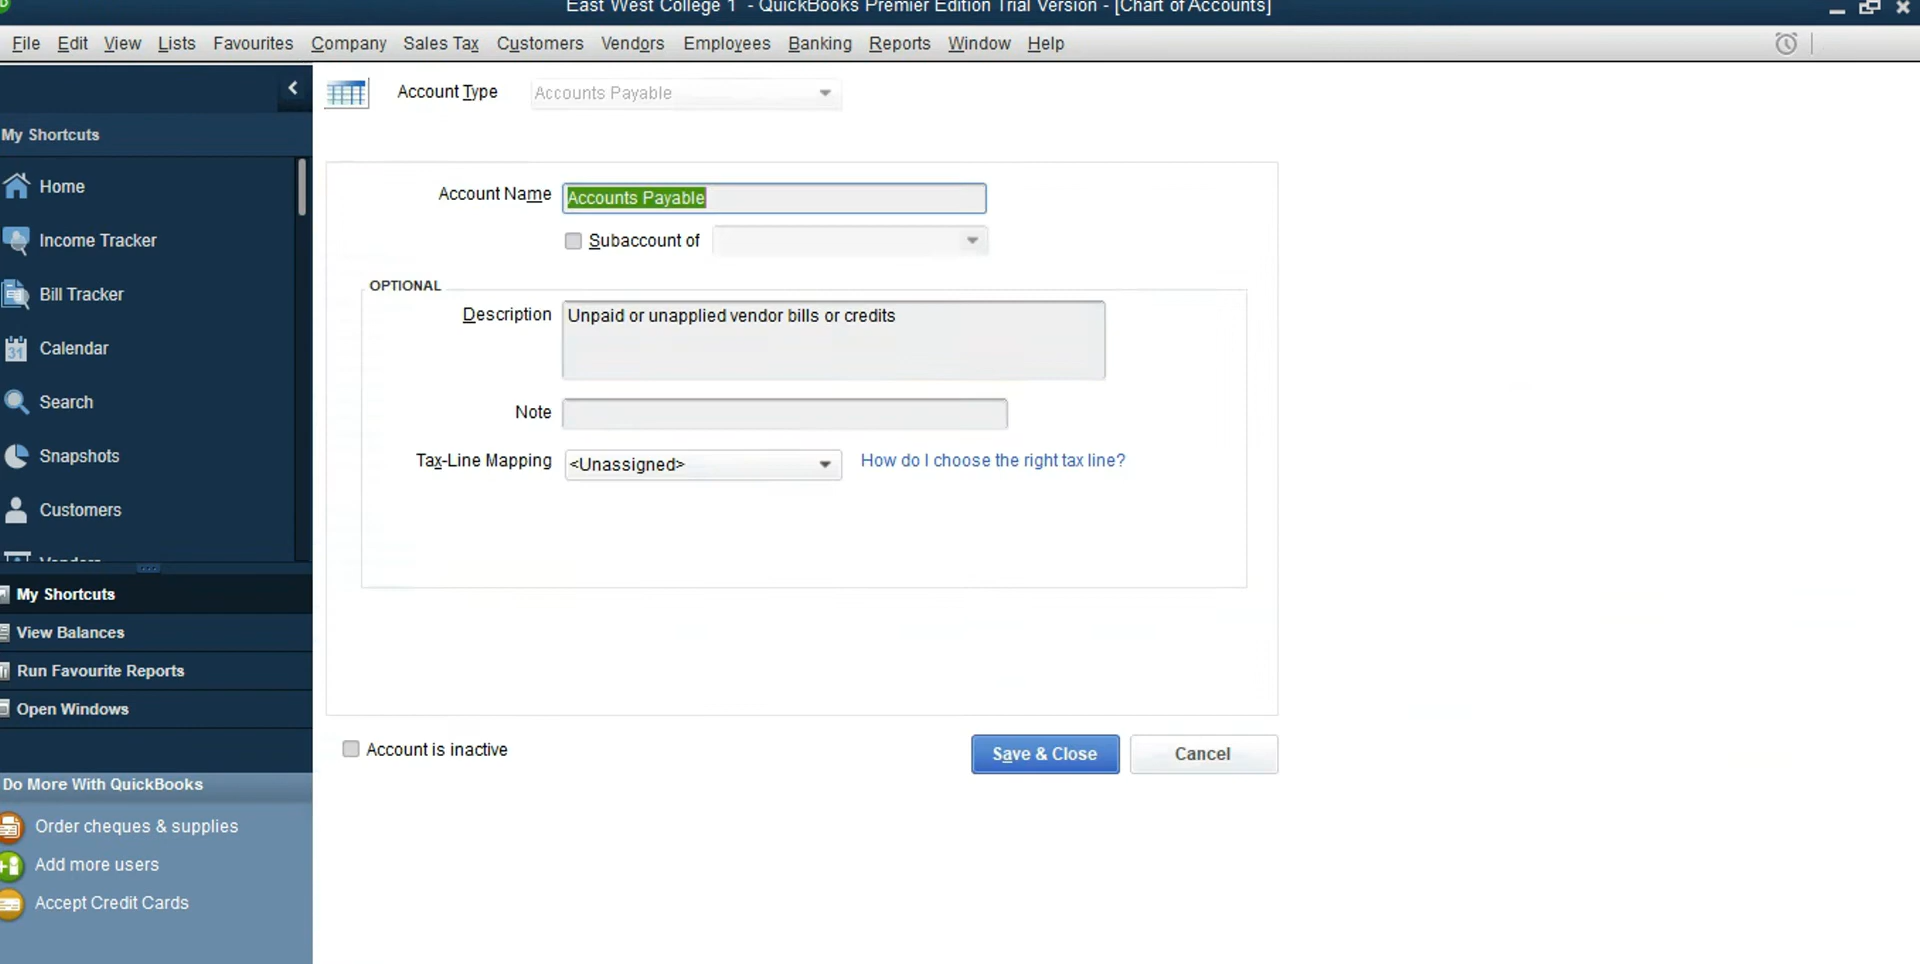 East West College 1 - QuickBooks Premier Edition Trial Version - [Chart of Accounts]
File Edit View Lists Favourites Company Sales Tax Customers Vendors Employees Banking Reports Window Help
My Shortcuts
Home
Income Tracker
Bill Tracker
31 Calendar
Search
Snapshots
Customers
Vendors
My Shortcuts
View Balances
Run Favourite Reports
Open Windows
Do More With QuickBooks
Order cheques & supplies
Add more users
Accept Credit Cards
Account Type Accounts Payable
Account Name Accounts Payable
Subaccount of
OPTIONAL
Description Unpaid or unapplied vendor bills or credits
Note
Tax-Line Mapping <Unassigned> How do I choose the right tax line?
Account is inactive
Save & Close Cancel